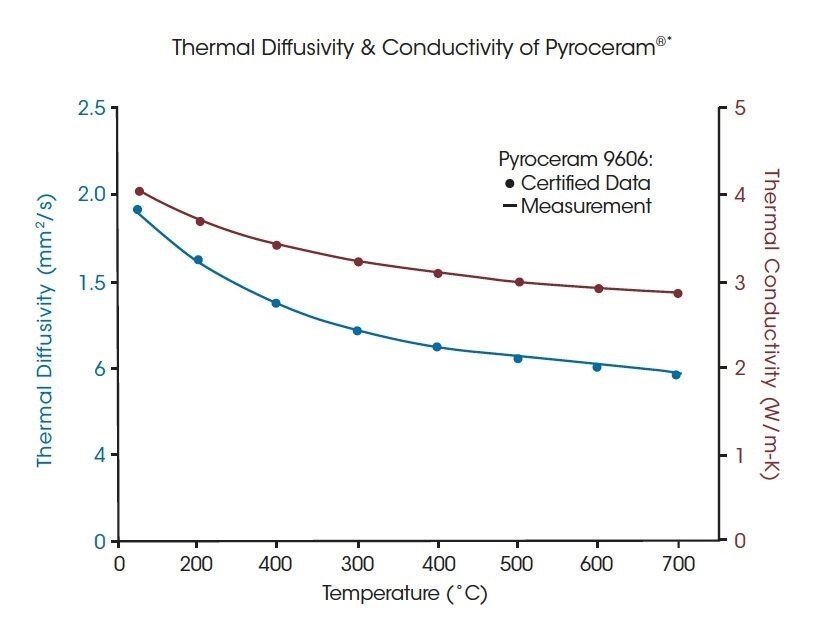 Thermal Diffusivity & Conductivity of Pyroceram®*
2.5
2.0
1.5
6
4
0
Thermal Diffusivity (mm²/s)
Pyroceram 9606:
● Certified Data
— Measurement
5
4
3
2
1
0
Thermal Conductivity (W/m-K)
0 200 400 300 400 500 600 700
Temperature (°C)